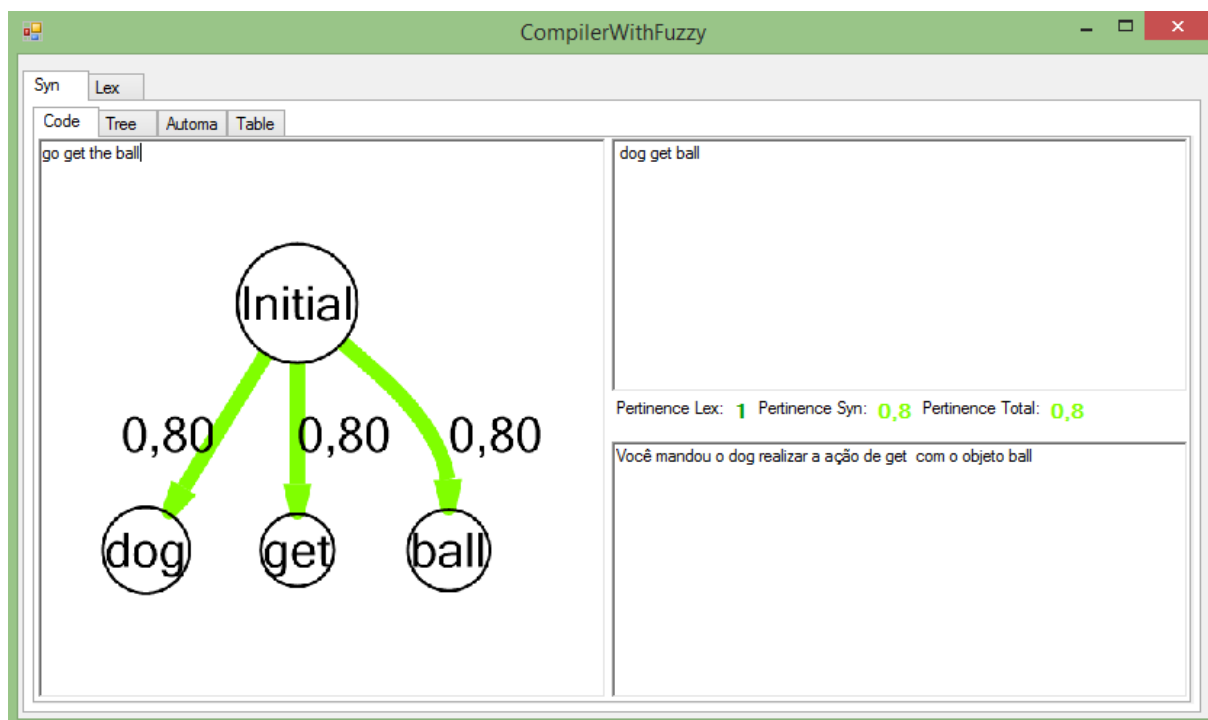 CompilerWithFuzzy
Syn Lex
Code Tree Automa Table
go get the ball
Initial
0,80 0,80 0,80
dog get ball
dog get ball
Pertinence Lex: 1 Pertinence Syn: 0,8 Pertinence Total: 0,8
Você mandou o dog realizar a ação de get com o objeto ball